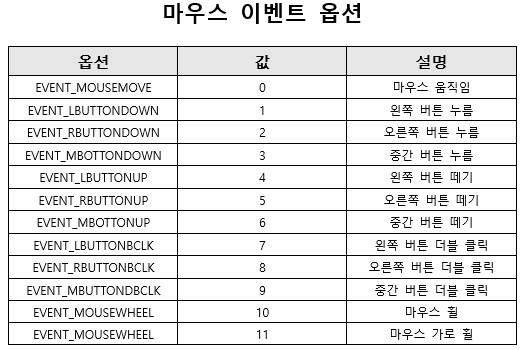 마우스 이벤트 옵션
옵션 값 설명
EVENT_MOUSEMOVE 0 마우스 움직임
EVENT_LBUTTONDOWN 1 왼쪽 버튼 누름
EVENT_RBUTTONDOWN 2 오른쪽 버튼 누름
EVENT_MBOTTONDOWN 3 중간 버튼 누름
EVENT_LBUTTONUP 4 왼쪽 버튼 떼기
EVENT_RBUTTONUP 5 오른쪽 버튼 떼기
EVENT_MBOTTONUP 6 중간 버튼 떼기
EVENT_LBUTTONBCLK 7 왼쪽 버튼 더블 클릭
EVENT_RBUTTONBCLK 8 오른쪽 버튼 더블 클릭
EVENT_MBUTTONDBCLK 9 중간 버튼 더블 클릭
EVENT_MOUSEWHEEL 10 마우스 휠
EVENT_MOUSEWHEEL 11 마우스 가로 휠